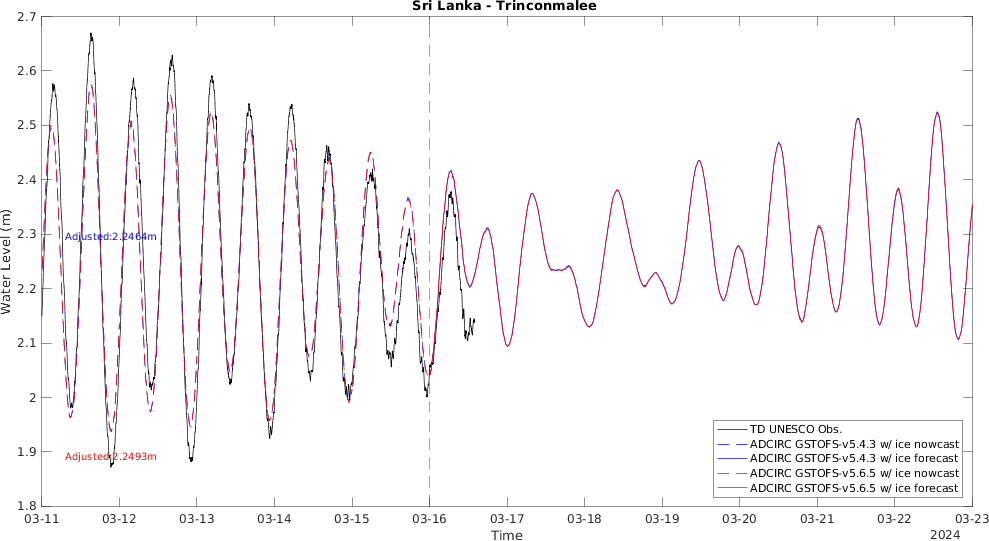 Sri Lanka - Trinconmalee
2.7
2.6
2.5
2.4
2.3
2.2
2.1
2
1.9
1.8
Water Level (m)
Adjusted:2.2464m
Adjusted:2.2493m
TD UNESCO Obs.
ADCIRC GSTOFS-v5.4.3 w/ ice nowcast
ADCIRC GSTOFS-v5.4.3 w/ ice forecast
ADCIRC GSTOFS-v5.6.5 w/ ice nowcast
ADCIRC GSTOFS-v5.6.5 w/ ice forecast
03-11 03-12 03-13 03-14 03-15 03-16 03-17 03-18 03-19 03-20 03-21 03-22 03-23
Time
2024